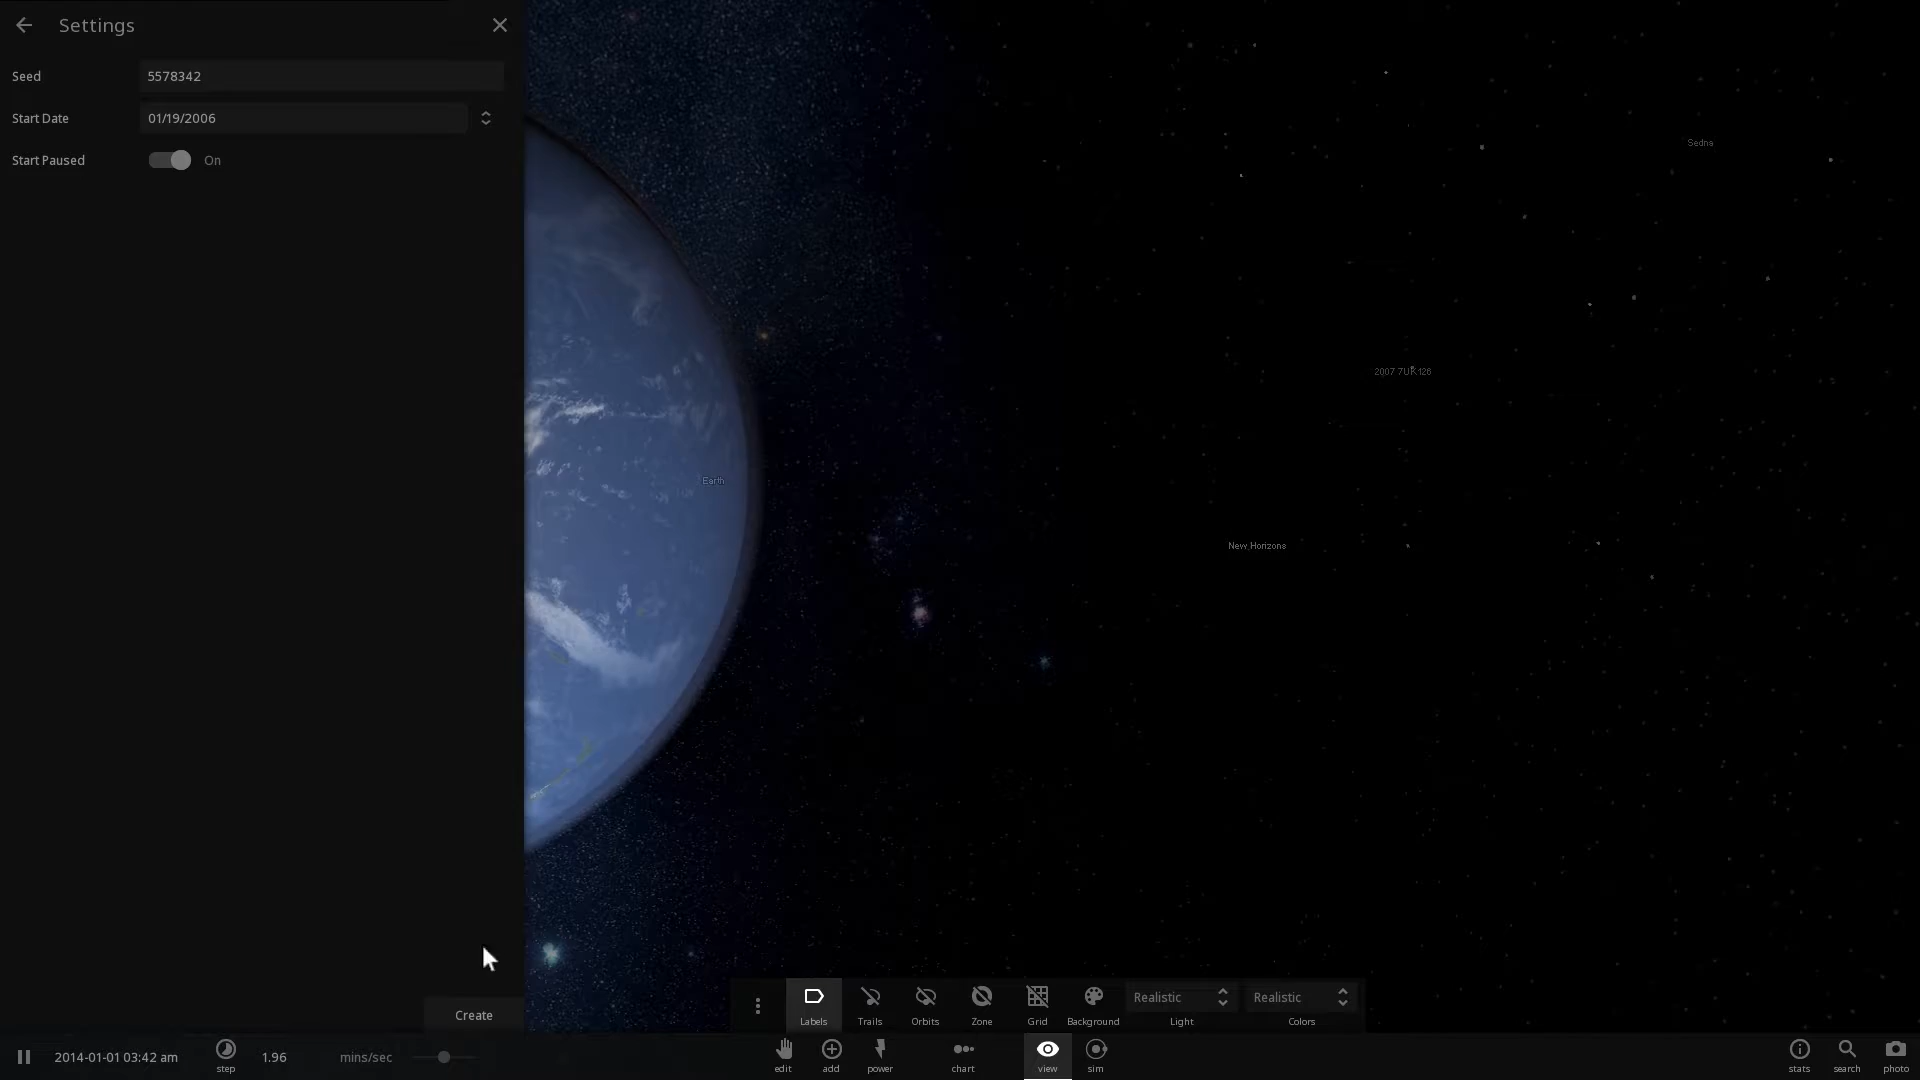 Settings
Seed 5578342
Start Date 01/19/2006
Start Paused On
Sedna
2007 7UK126
Earth
New Horizons
Create
Realistic Realistic
Labels Trails Orbits Zone Grid Background Light Colors
2014-01-01 03:42 am 1.96 mins/sec
step edit add power chart view sim stats search photo